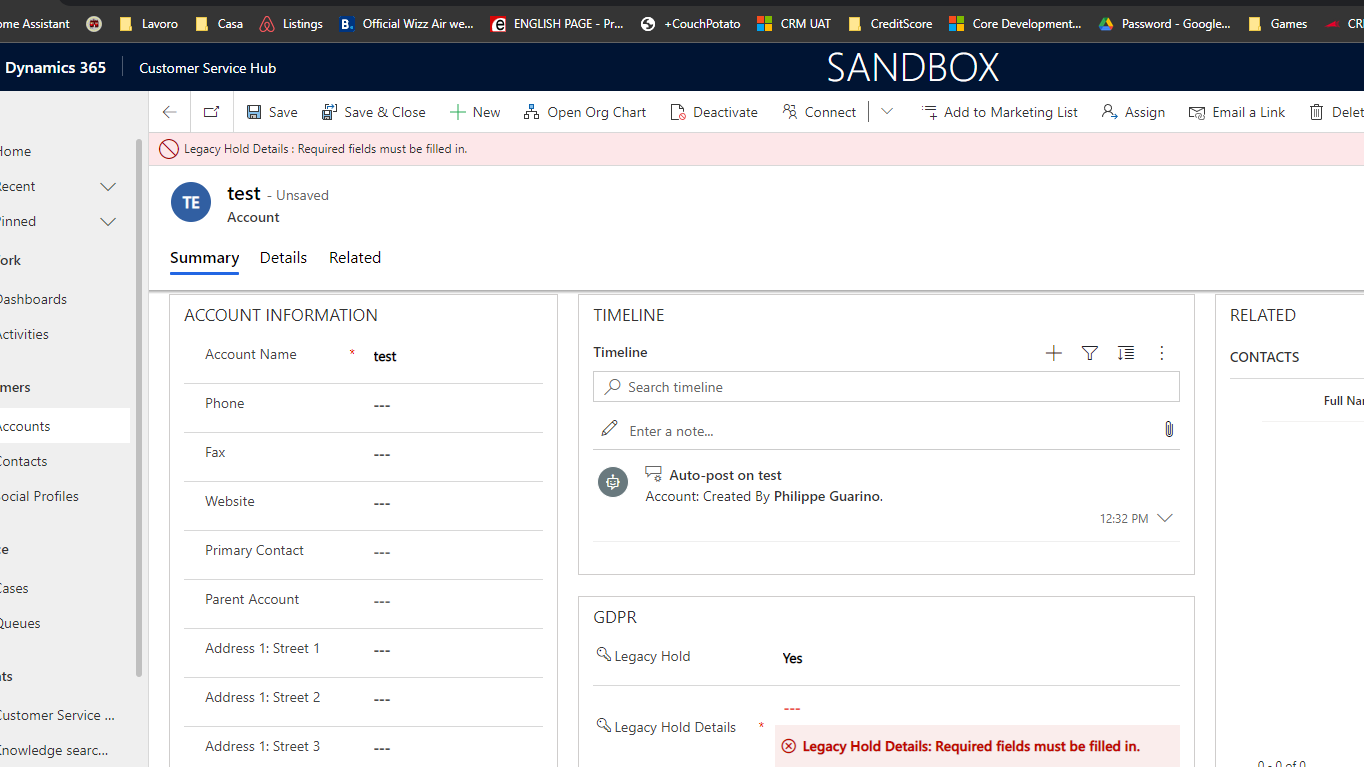 ome Assistant Lavoro Casa Listings Official Wizz Air we... ENGLISH PAGE - Pr... +CouchPotato CRM UAT CreditScore Core Development... Password - Google... Games CR
Dynamics 365 Customer Service Hub SANDBOX
Save Save & Close New Open Org Chart Deactivate Connect Add to Marketing List Assign Email a Link Delet
Legacy Hold Details : Required fields must be filled in.
Home
Recent
Pinned
ork
Dashboards
Activities
mers
Accounts
Contacts
Social Profiles
ce
Cases
Queues
nts
Customer Service ...
Knowledge searc...
TE
test - Unsaved
Account
Summary Details Related
ACCOUNT INFORMATION
Account Name * test
Phone ---
Fax ---
Website ---
Primary Contact ---
Parent Account ---
Address 1: Street 1 ---
Address 1: Street 2 ---
Address 1: Street 3 ---
TIMELINE
Timeline
Search timeline
Enter a note...
Auto-post on test
Account: Created By Philippe Guarino.
12:32 PM
GDPR
Legacy Hold Yes
---
Legacy Hold Details *
Legacy Hold Details: Required fields must be filled in.
RELATED
CONTACTS
Full Nar
0 - 0 of 0